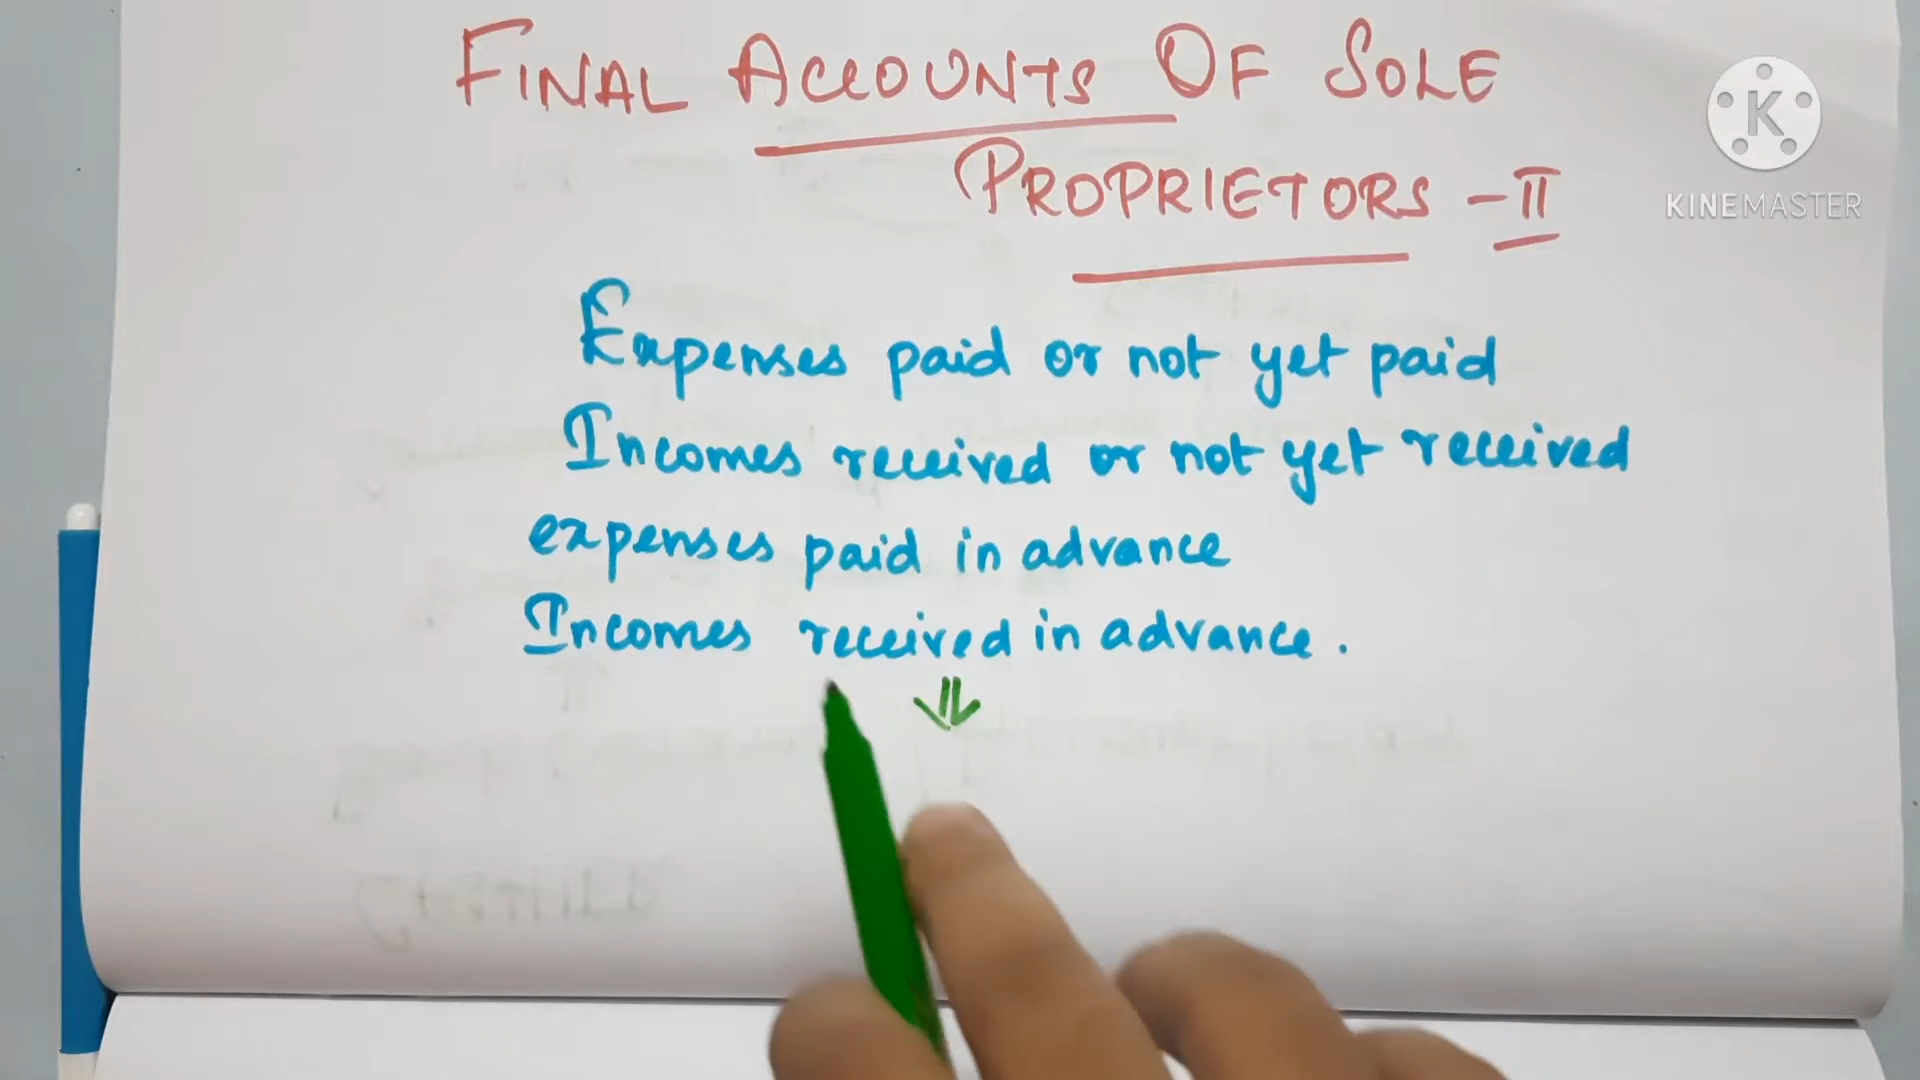 FINAL ACCOUNTS OF SOLE
PROPRIETORS - II
Expenses paid or not yet paid
Incomes received or not yet received
expenses paid in advance
Incomes received in advance.
K
KINEMASTER